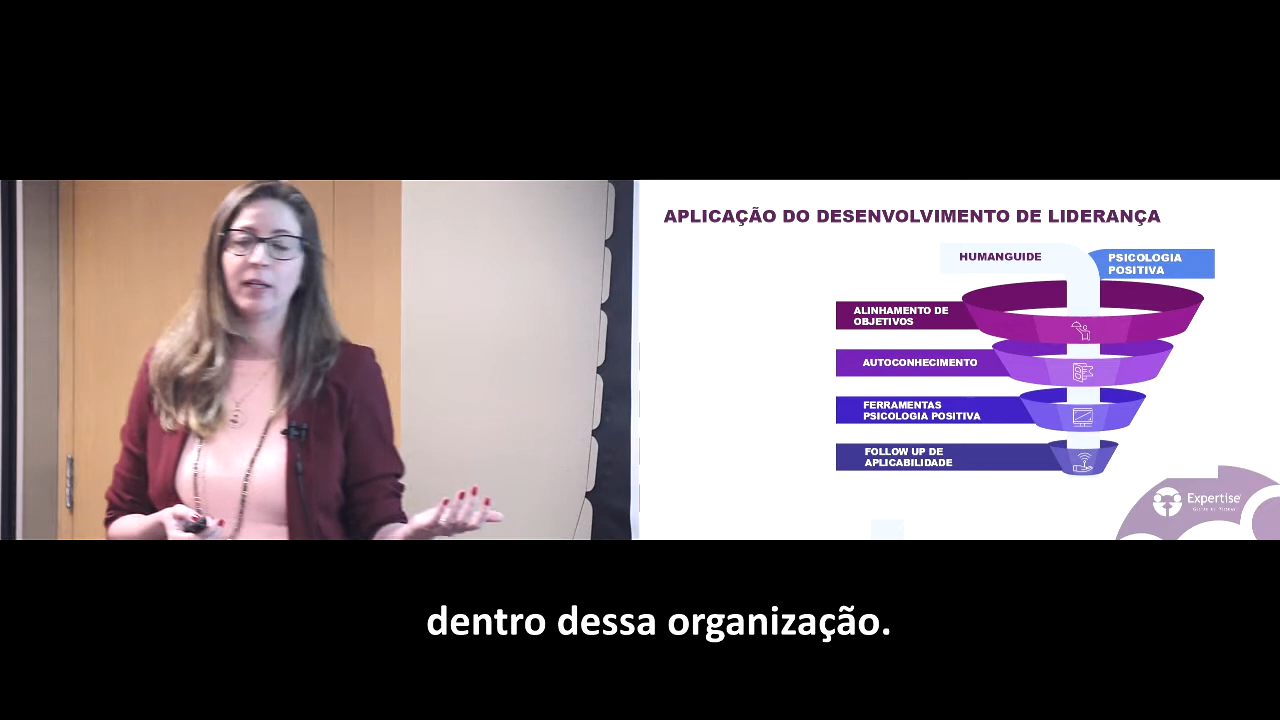 APLICAÇÃO DO DESENVOLVIMENTO DE LIDERANÇA
HUMANGUIDE
PSICOLOGIA
POSITIVA
ALINHAMENTO DE
OBJETIVOS
AUTOCONHECIMENTO
FERRAMENTAS
PSICOLOGIA POSITIVA
FOLLOW UP DE
APLICABILIDADE
Expertise
dentro dessa organização.